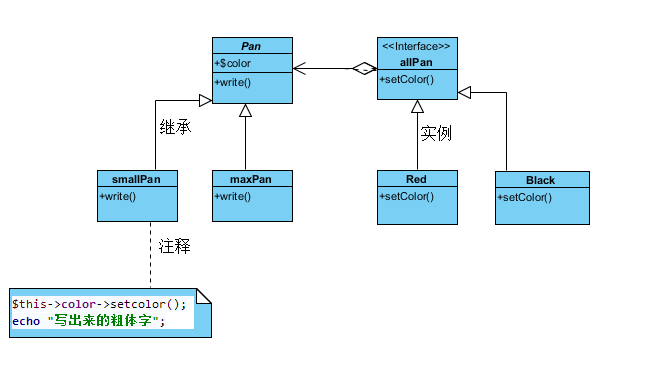 Pan
+$color
+write()
<<Interface>>
allPan
+setColor()
继承
实例
smallPan
+write()
maxPan
+write()
Red
+setColor()
Black
+setColor()
注释
$this->color->setcolor();
echo "写出来的粗体字";